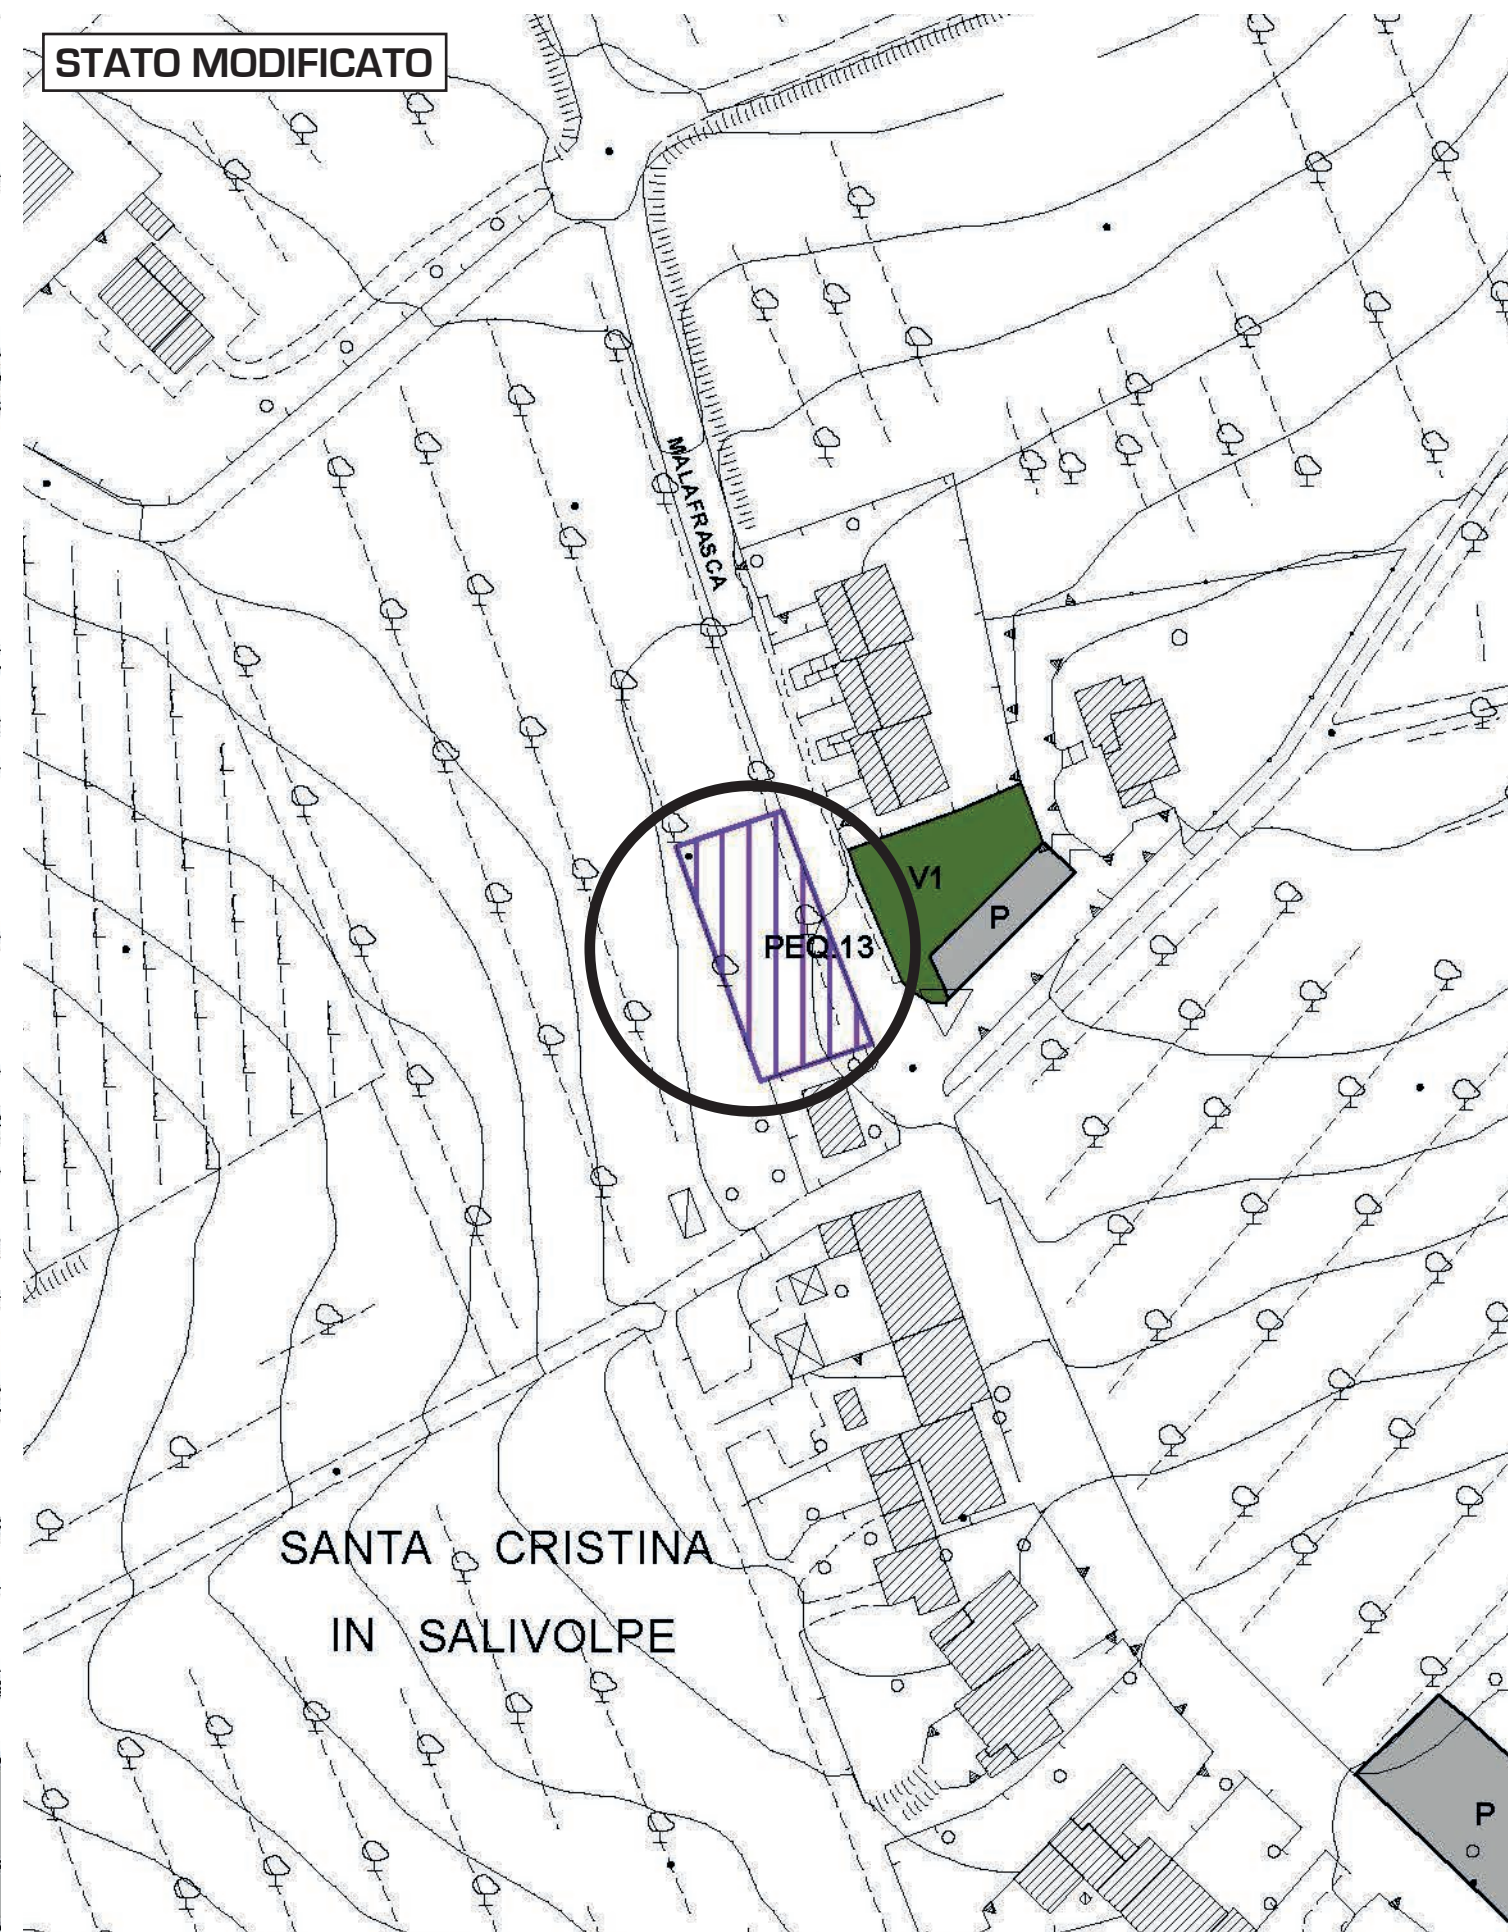 STATO MODIFICATO
MALAFRASCA
V1
P
PEQ.13
SANTA CRISTINA
IN SALIVOLPE
P